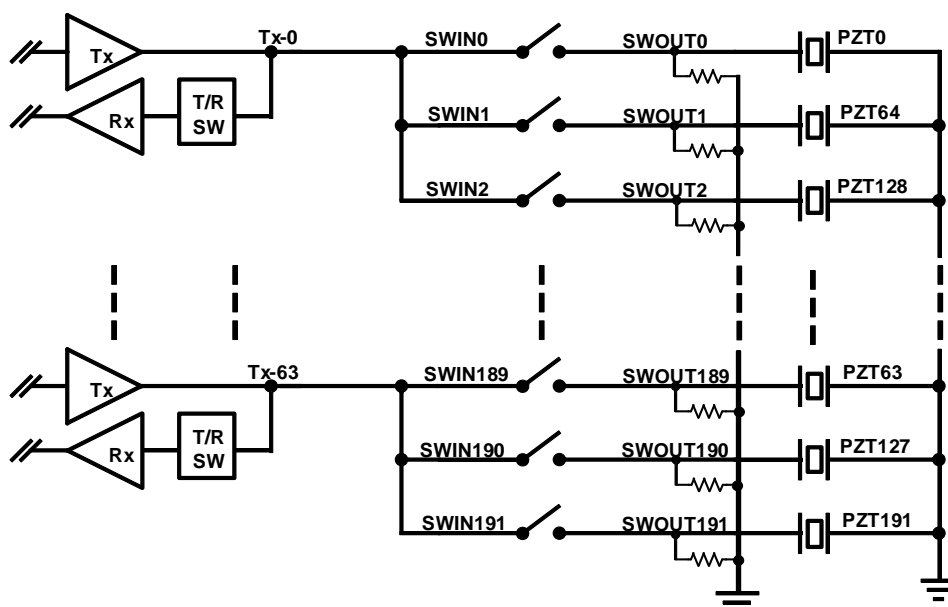 Tx
Tx-0
SWIN0
SWOUT0
PZT0
Rx
T/R
SW
SWIN1
SWOUT1
PZT64
SWIN2
SWOUT2
PZT128
Tx
Tx-63
SWIN189
SWOUT189
PZT63
Rx
T/R
SW
SWIN190
SWOUT190
PZT127
SWIN191
SWOUT191
PZT191